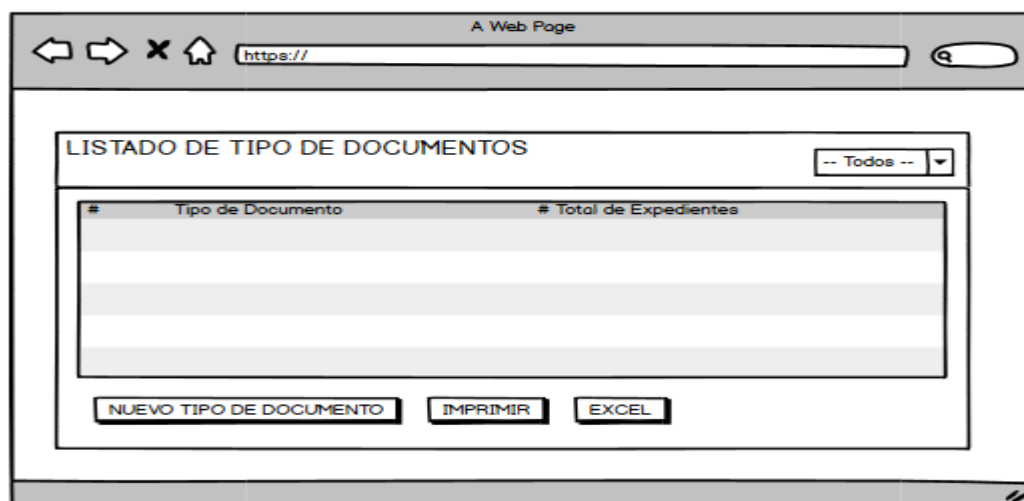 A Web Page
https://
LISTADO DE TIPO DE DOCUMENTOS
-- Todos --
# Tipo de Documento # Total de Expedientes
NUEVO TIPO DE DOCUMENTO IMPRIMIR EXCEL